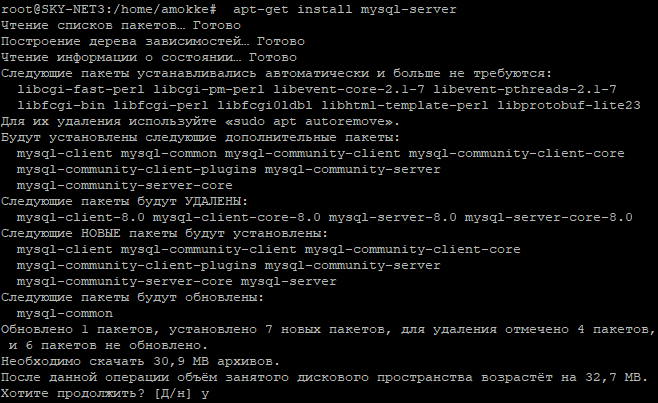 root@SKY-NET3:/home/amokke#  apt-get install mysql-server
Чтение списков пакетов… Готово
Построение дерева зависимостей… Готово
Чтение информации о состоянии… Готово
Следующие пакеты устанавливались автоматически и больше не требуются:
  libcgi-fast-perl libcgi-pm-perl libevent-core-2.1-7 libevent-pthreads-2.1-7
  libfcgi-bin libfcgi-perl libfcgi0ldbl libhtml-template-perl libprotobuf-lite23
Для их удаления используйте «sudo apt autoremove».
Будут установлены следующие дополнительные пакеты:
  mysql-client mysql-common mysql-community-client mysql-community-client-core
  mysql-community-client-plugins mysql-community-server
  mysql-community-server-core
Следующие пакеты будут УДАЛЕНЫ:
  mysql-client-8.0 mysql-client-core-8.0 mysql-server-8.0 mysql-server-core-8.0
Следующие НОВЫЕ пакеты будут установлены:
  mysql-client mysql-community-client mysql-community-client-core
  mysql-community-client-plugins mysql-community-server
  mysql-community-server-core mysql-server
Следующие пакеты будут обновлены:
  mysql-common
Обновлено 1 пакетов, установлено 7 новых пакетов, для удаления отмечено 4 пакетов,
 и 6 пакетов не обновлено.
Необходимо скачать 30,9 MB архивов.
После данной операции объём занятого дискового пространства возрастёт на 32,7 MB.
Хотите продолжить? [Д/н] y